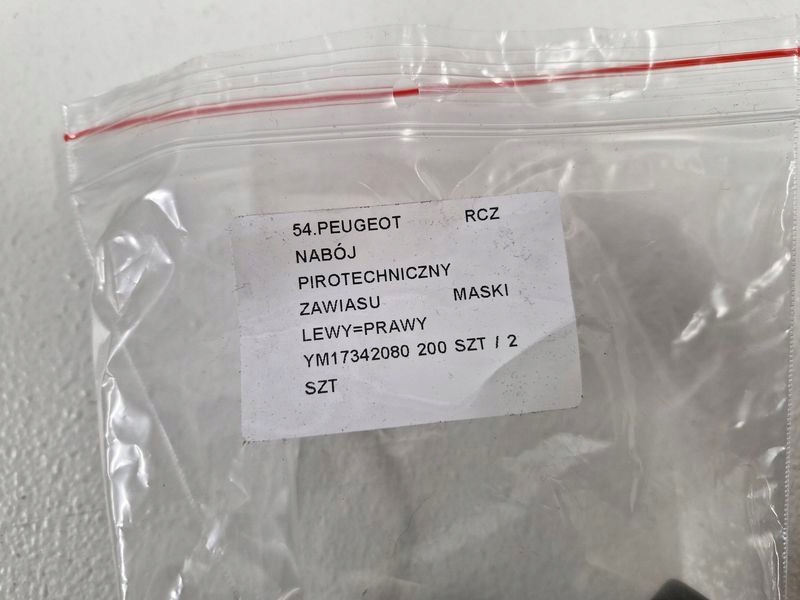 54.PEUGEOT RCZ
NABÓJ
PIROTECHNICZNY
ZAWIASU MASKI
LEWY=PRAWY
YM17342080 200 SZT / 2
SZT